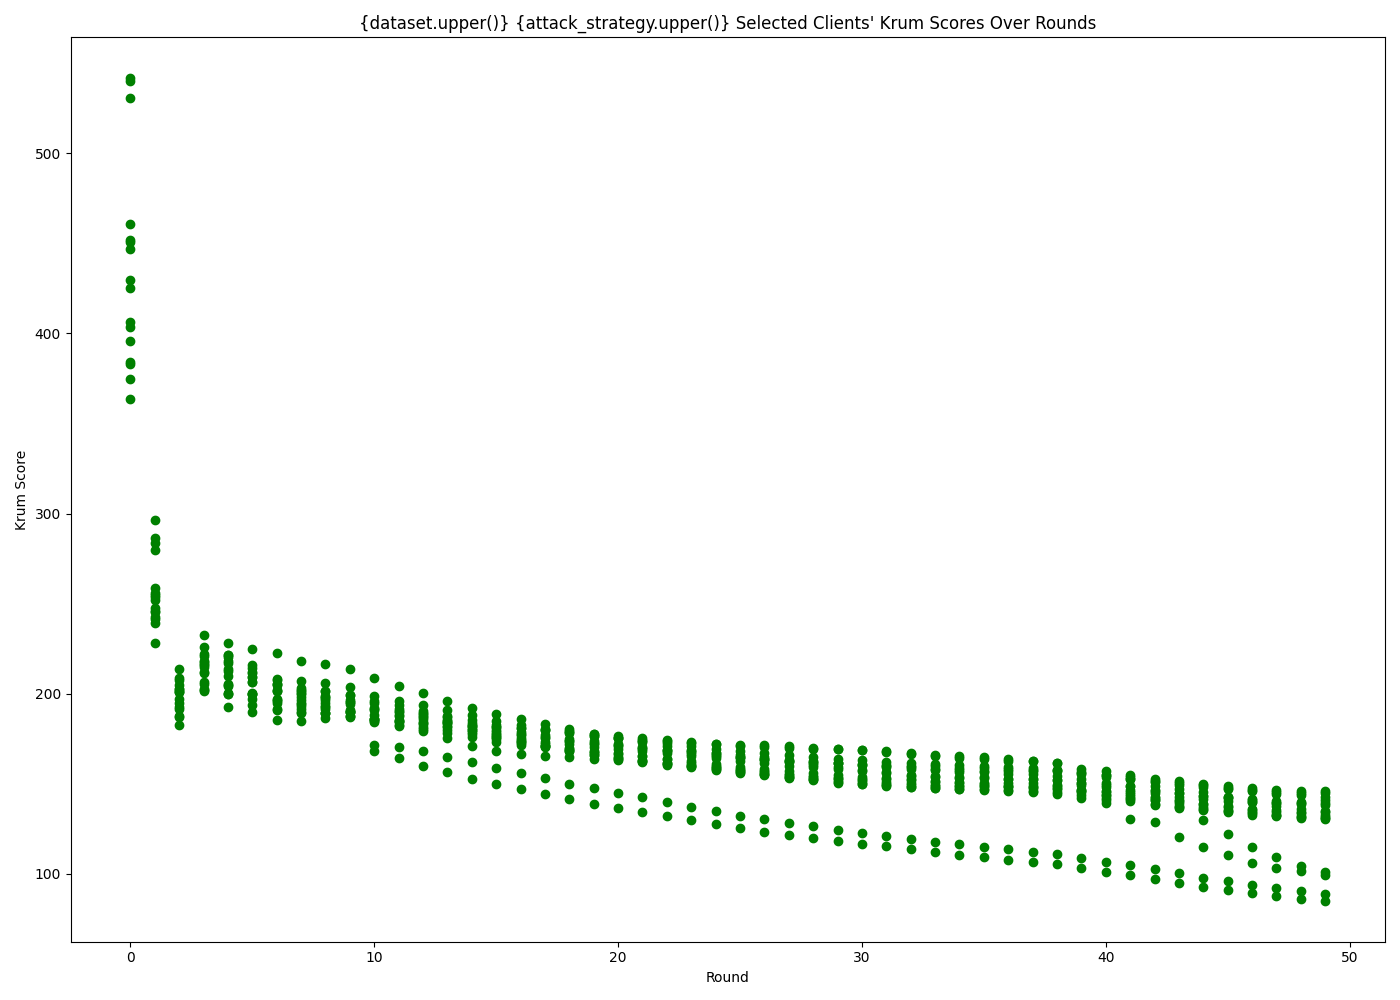 {dataset.upper()} {attack_strategy.upper()} Selected Clients' Krum Scores Over Rounds
500
400
300
200
100
Krum Score
0 10 20 30 40 50
Round